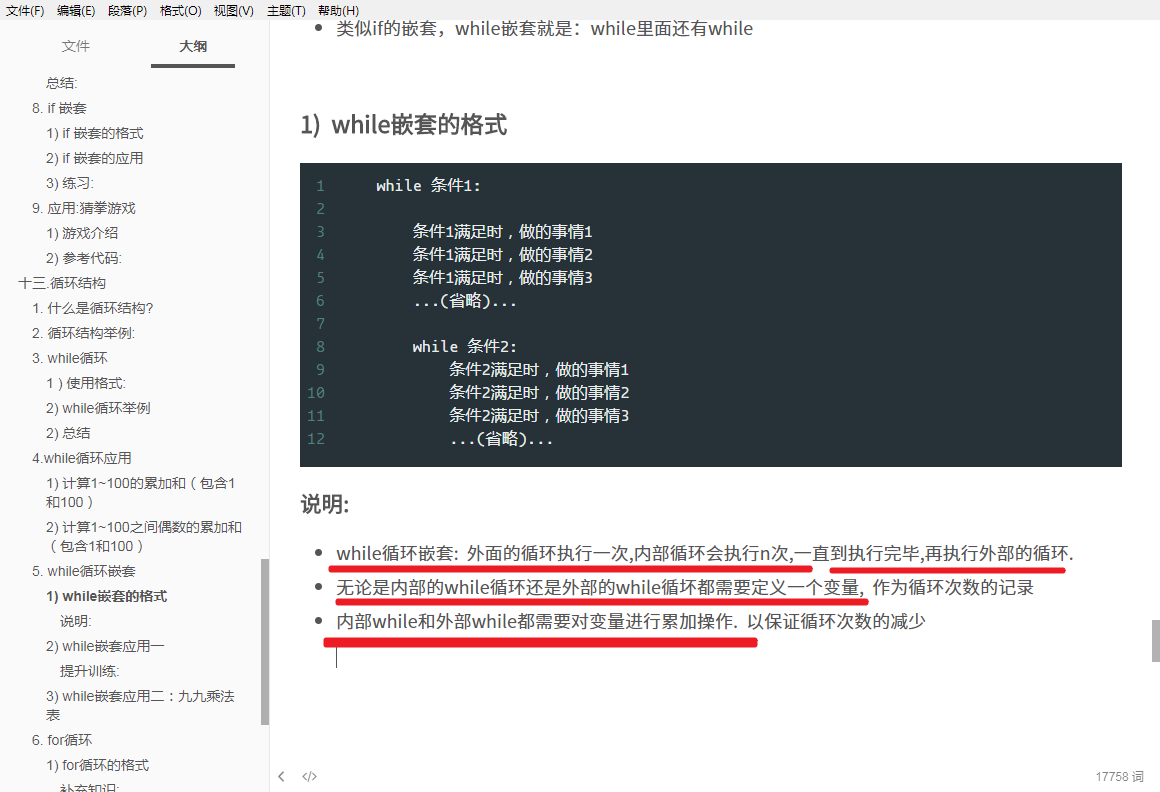 文件(F) 编辑(E) 段落(P) 格式(O) 视图(V) 主题(T) 帮助(H)
文件 大纲
总结:
8. if 嵌套
1) if 嵌套的格式
2) if 嵌套的应用
3) 练习:
9. 应用:猜拳游戏
1) 游戏介绍
2) 参考代码:
十三.循环结构
1. 什么是循环结构?
2. 循环结构举例:
3. while循环
1 ) 使用格式:
2) while循环举例
2) 总结
4.while循环应用
1) 计算1~100的累加和（包含1
和100）
2) 计算1~100之间偶数的累加和
（包含1和100）
5. while循环嵌套
1) while嵌套的格式
说明:
2) while嵌套应用一
提升训练:
3) while嵌套应用二：九九乘法
表
6. for循环
1) for循环的格式
补充知识:
类似if的嵌套，while嵌套就是：while里面还有while
1) while嵌套的格式
1 while 条件1:
2
3 条件1满足时，做的事情1
4 条件1满足时，做的事情2
5 条件1满足时，做的事情3
6 ...(省略)...
7
8 while 条件2:
9 条件2满足时，做的事情1
10 条件2满足时，做的事情2
11 条件2满足时，做的事情3
12 ...(省略)...
说明:
while循环嵌套: 外面的循环执行一次,内部循环会执行n次,一直到执行完毕,再执行外部的循环.
无论是内部的while循环还是外部的while循环都需要定义一个变量, 作为循环次数的记录
内部while和外部while都需要对变量进行累加操作. 以保证循环次数的减少
17758 词